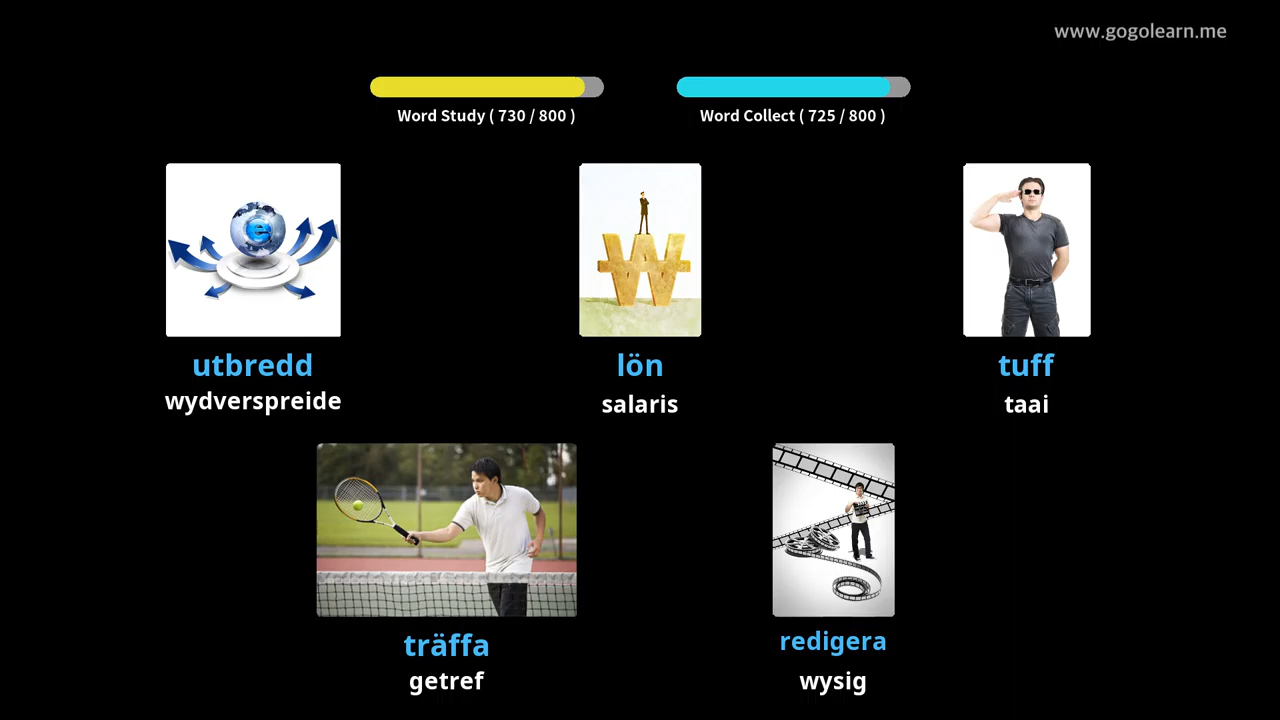 www.gogolearn.me
Word Study ( 730 / 800 )
Word Collect ( 725 / 800 )
utbredd
wydverspreide
lön
salaris
tuff
taai
träffa
getref
redigera
wysig